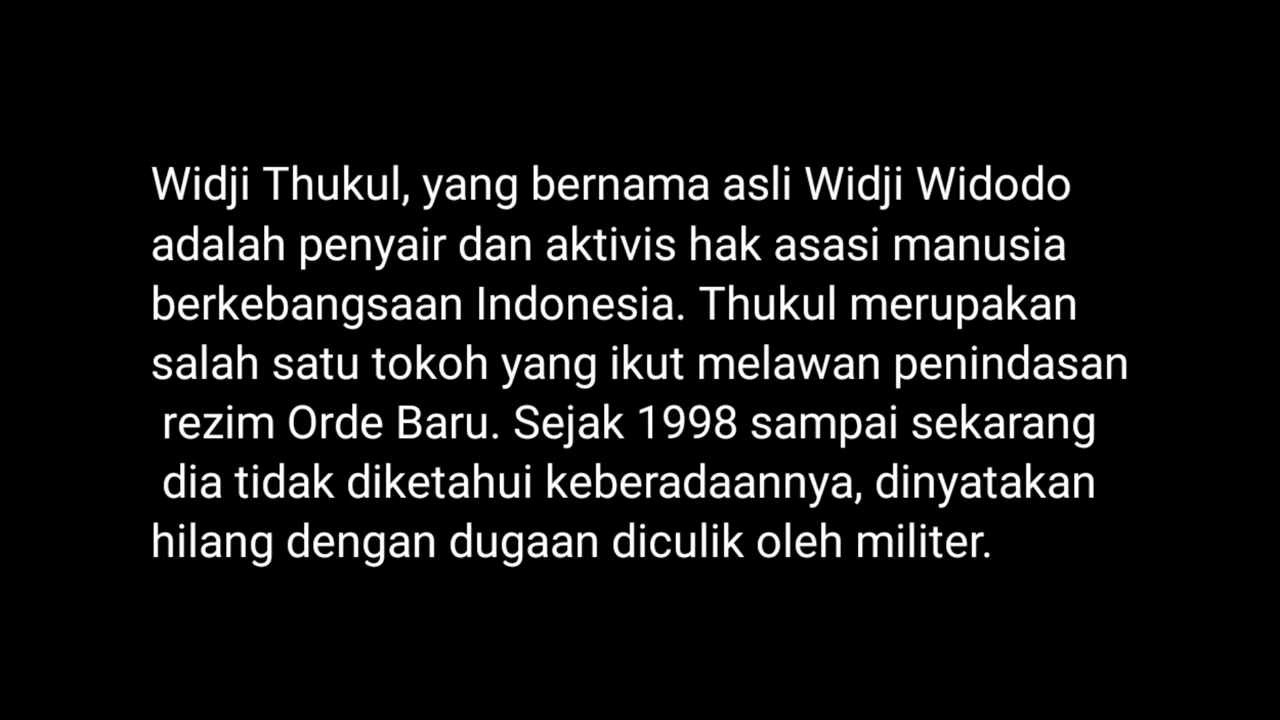 Widji Thukul, yang bernama asli Widji Widodo
adalah penyair dan aktivis hak asasi manusia
berkebangsaan Indonesia. Thukul merupakan
salah satu tokoh yang ikut melawan penindasan
rezim Orde Baru. Sejak 1998 sampai sekarang
dia tidak diketahui keberadaannya, dinyatakan
hilang dengan dugaan diculik oleh militer.